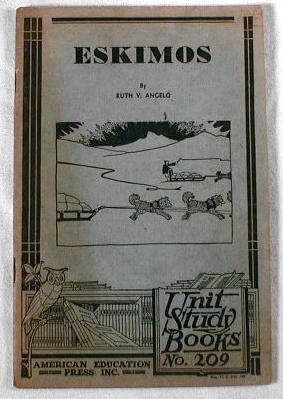 ESKIMOS
By
RUTH V. ANGELO
Unit
Study
Books
No. 209
AMERICAN EDUCATION
PRESS INC.